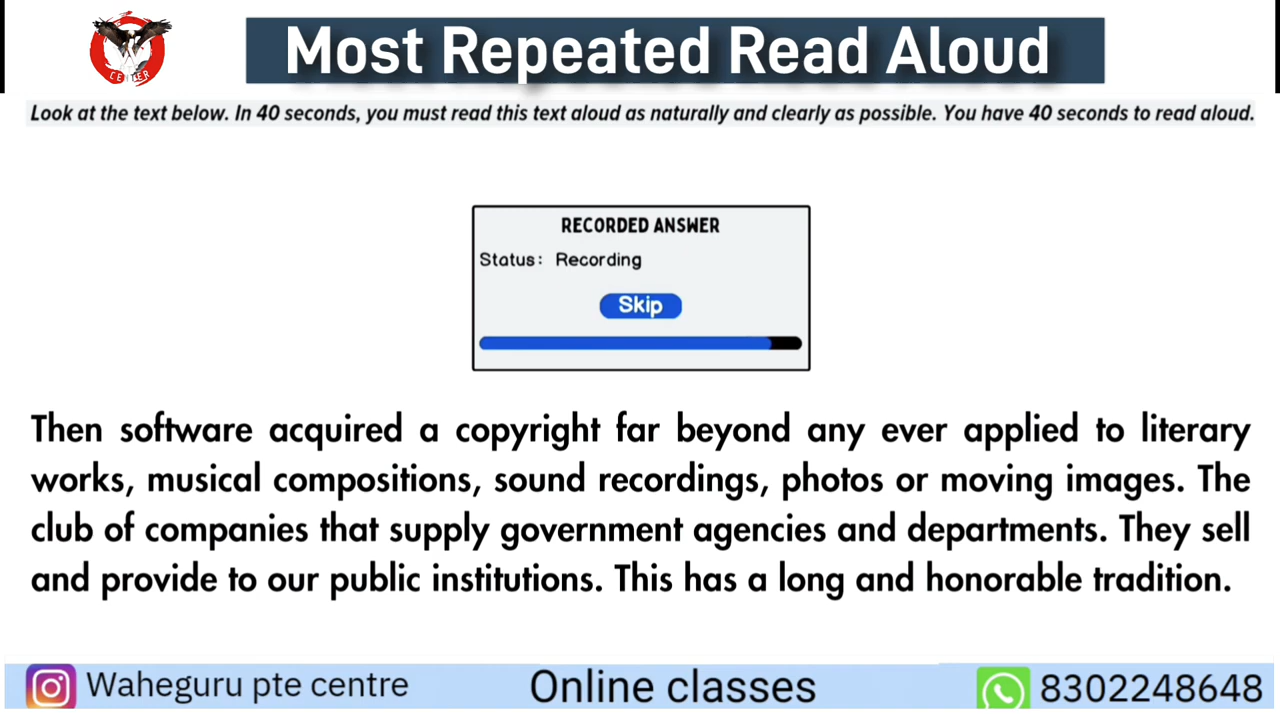 CENTER
Most Repeated Read Aloud
Look at the text below. In 40 seconds, you must read this text aloud as naturally and clearly as possible. You have 40 seconds to read aloud.
RECORDED ANSWER
Status: Recording
Skip
Then software acquired a copyright far beyond any ever applied to literary
works, musical compositions, sound recordings, photos or moving images. The
club of companies that supply government agencies and departments. They sell
and provide to our public institutions. This has a long and honorable tradition.
Waheguru pte centre
Online classes
8302248648